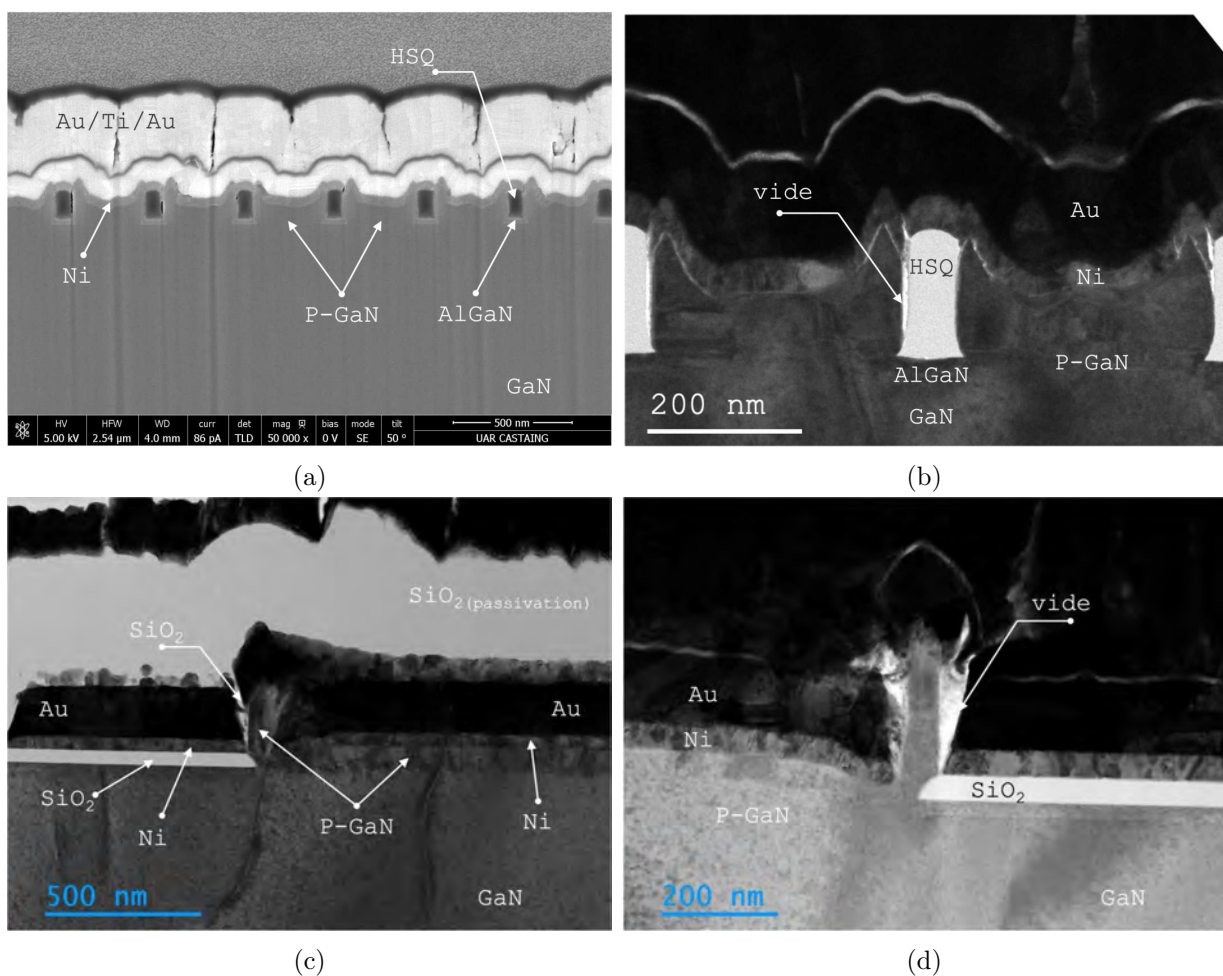 HSQ
Au/Ti/Au
Ni
P-GaN
AlGaN
GaN
HV HFW WD curr det mag bias mode tilt
5.00 kV 2.54 µm 4.0 mm 86 pA TLD 50 000 x 0 V SE 50 °
500 nm
UAR CASTAING
(a)
vide
Au
HSQ
Ni
P-GaN
AlGaN
200 nm
GaN
(b)
SiO2(passivation)
SiO2
Au
Au
SiO2
Ni
P-GaN
Ni
500 nm
GaN
(c)
vide
Au
Ni
SiO2
P-GaN
200 nm
GaN
(d)